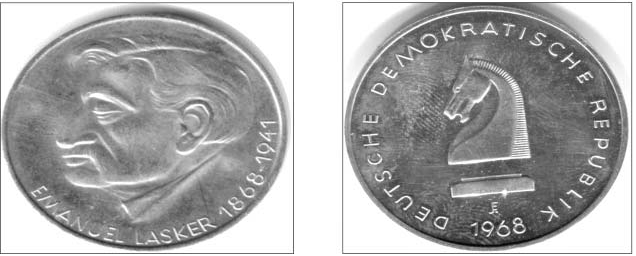 EMANUEL LASKER 1868-1941
DEUTSCHE DEMOKRATISCHE REPUBLIK
1968